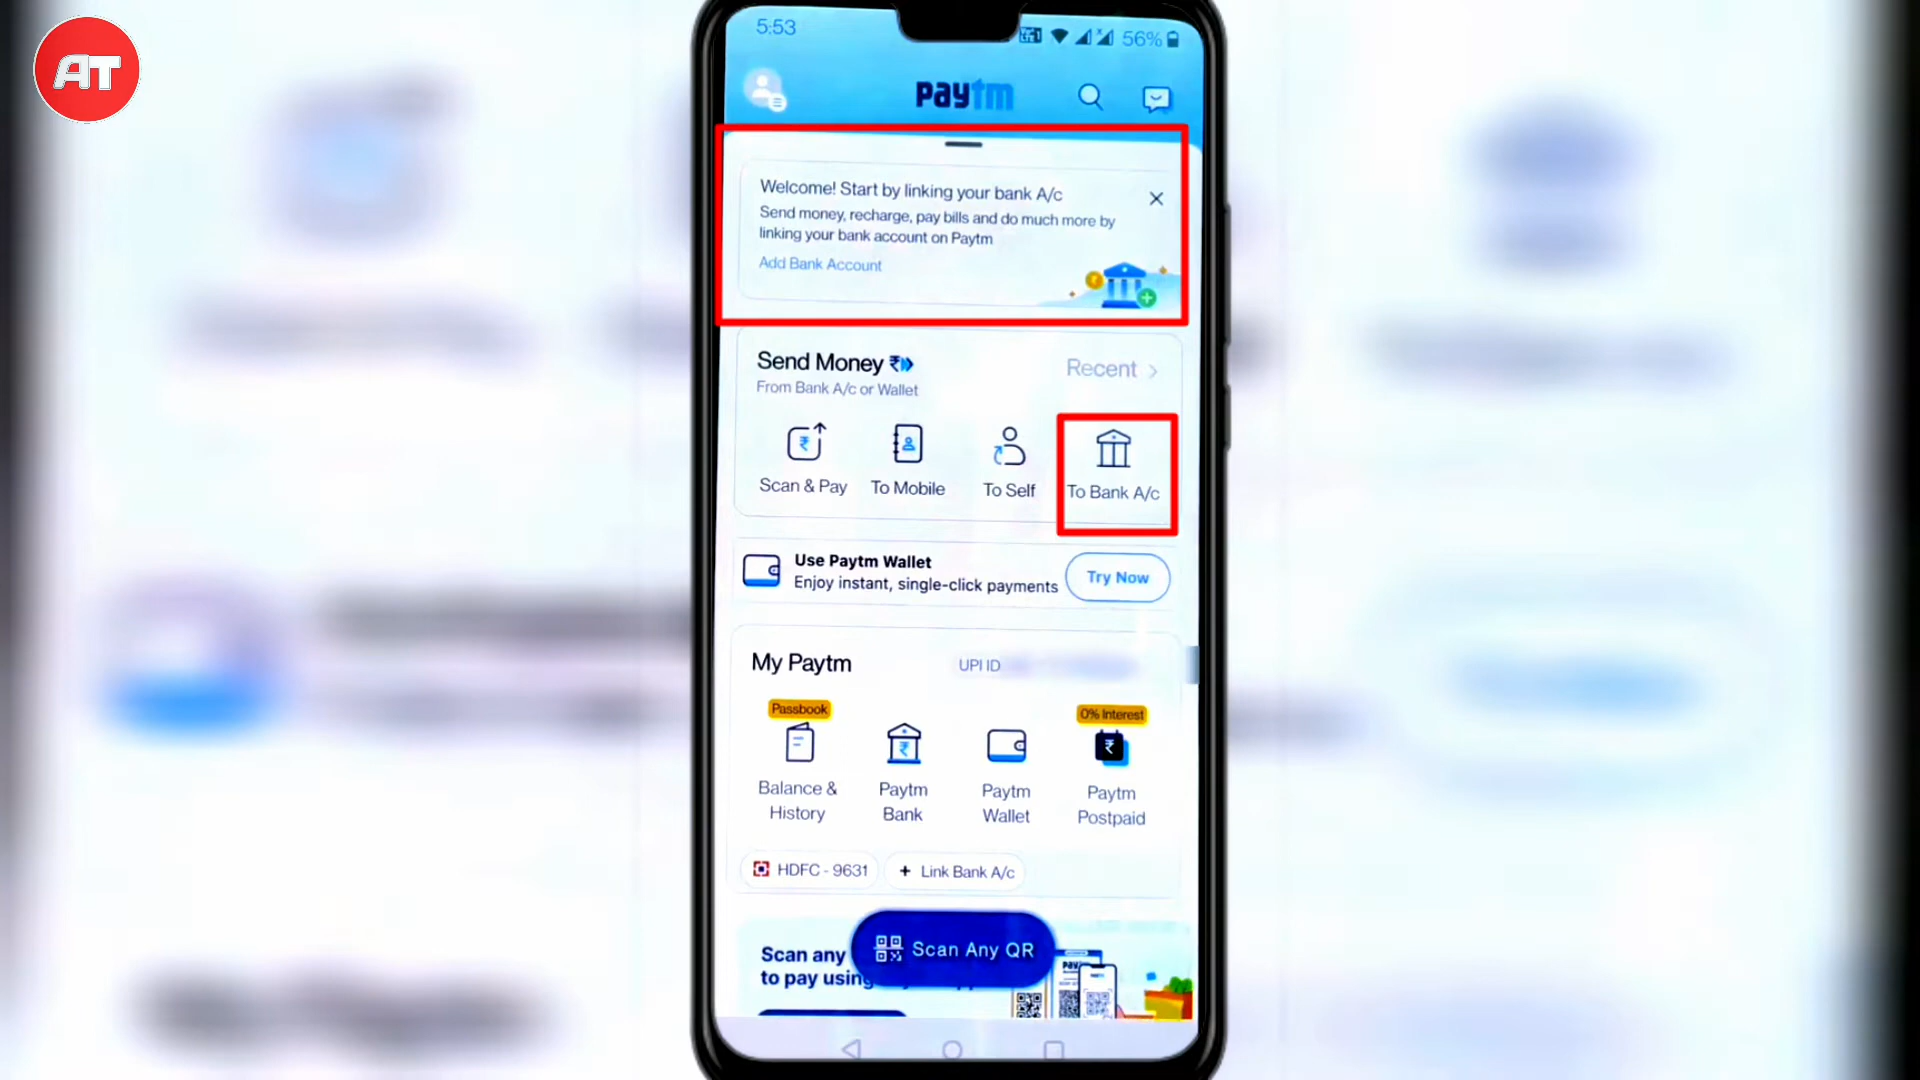 AT
5:53
56%
paytm
Welcome! Start by linking your bank A/c
Send money, recharge, pay bills and do much more by
linking your bank account on Paytm
Add Bank Account
Send Money
Recent >
From Bank A/c or Wallet
Scan & Pay
To Mobile
To Self
To Bank A/c
Use Paytm Wallet
Enjoy instant, single-click payments
Try Now
My Paytm
UPI ID
Passbook
0% Interest
Balance &
History
Paytm
Bank
Paytm
Wallet
Paytm
Postpaid
HDFC - 9631
+ Link Bank A/c
Scan any
to pay using
Scan Any QR